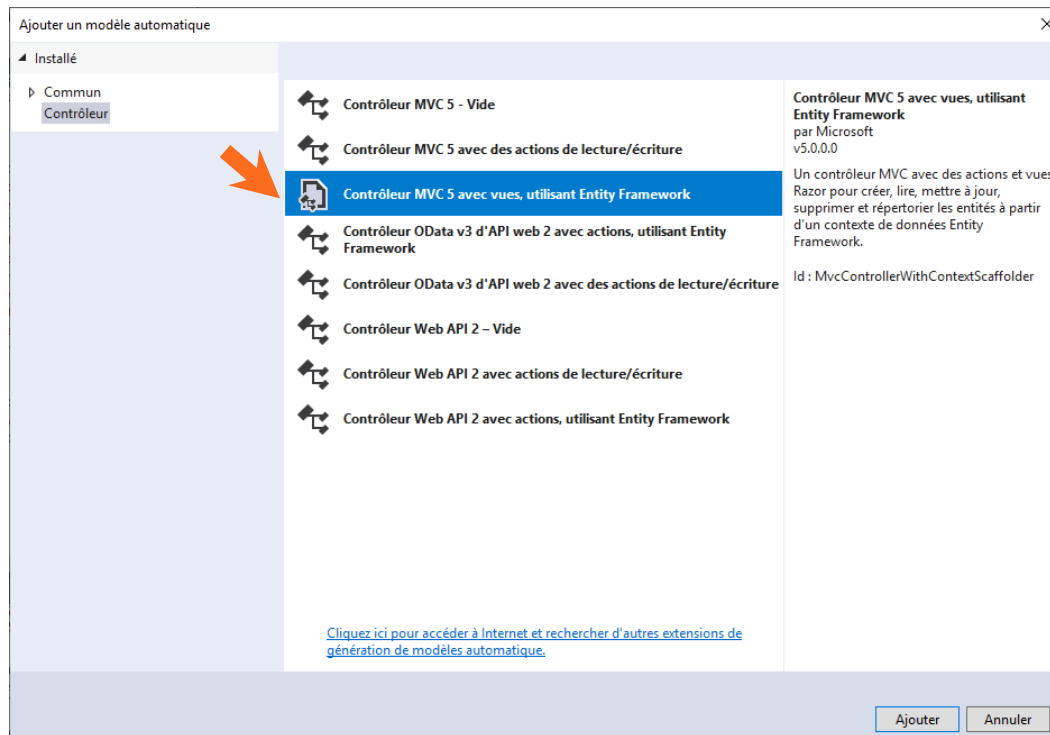 Ajouter un modèle automatique
Installé
Commun
Contrôleur
Contrôleur MVC 5 - Vide
Contrôleur MVC 5 avec des actions de lecture/écriture
Contrôleur MVC 5 avec vues, utilisant Entity Framework
Contrôleur OData v3 d'API web 2 avec actions, utilisant Entity
Framework
Contrôleur OData v3 d'API web 2 avec des actions de lecture/écriture
Contrôleur Web API 2 – Vide
Contrôleur Web API 2 avec actions de lecture/écriture
Contrôleur Web API 2 avec actions, utilisant Entity Framework
Cliquez ici pour accéder à Internet et rechercher d'autres extensions de
génération de modèles automatique.
Contrôleur MVC 5 avec vues, utilisant
Entity Framework
par Microsoft
v5.0.0.0
Un contrôleur MVC avec des actions et vues
Razor pour créer, lire, mettre à jour,
supprimer et répertorier les entités à partir
d'un contexte de données Entity
Framework.
Id : MvcControllerWithContextScaffolder
Ajouter
Annuler